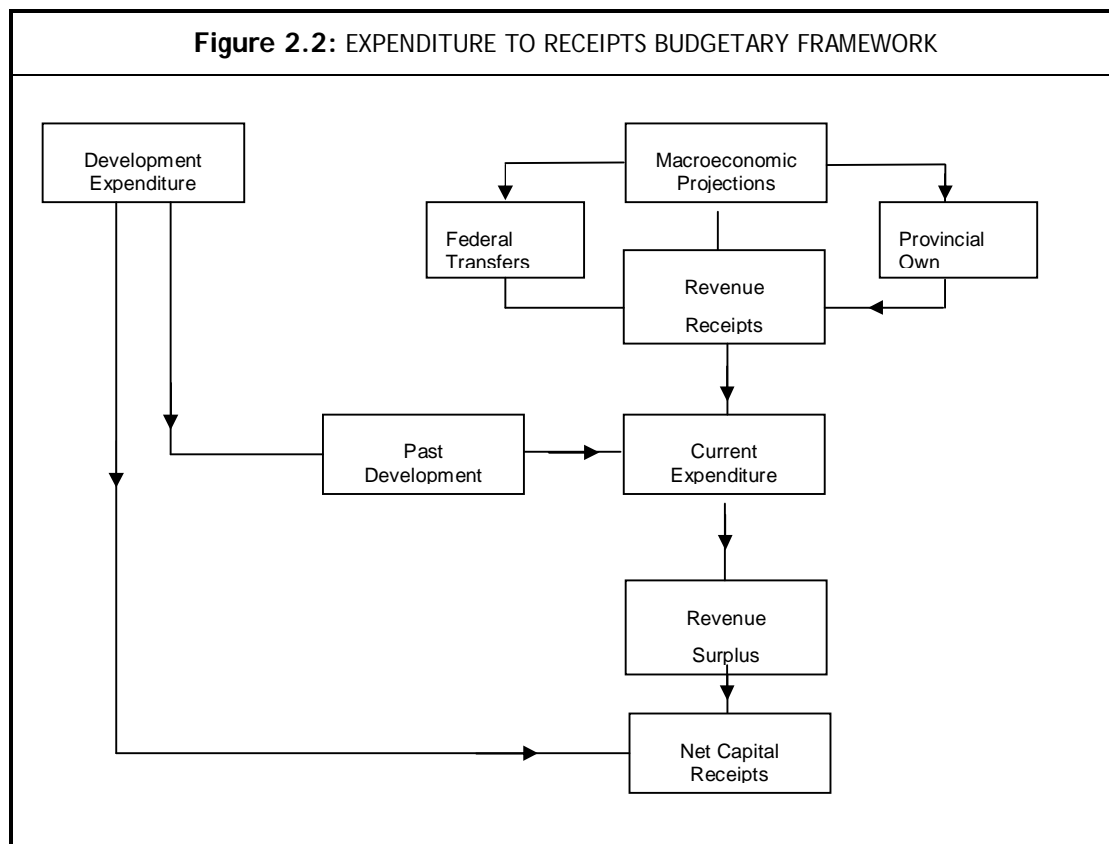 Figure 2.2: EXPENDITURE TO RECEIPTS BUDGETARY FRAMEWORK
Development
Expenditure
Macroeconomic
Projections
Federal
Transfers
Provincial
Own
Revenue
Receipts
Past
Development
Current
Expenditure
Revenue
Surplus
Net Capital
Receipts